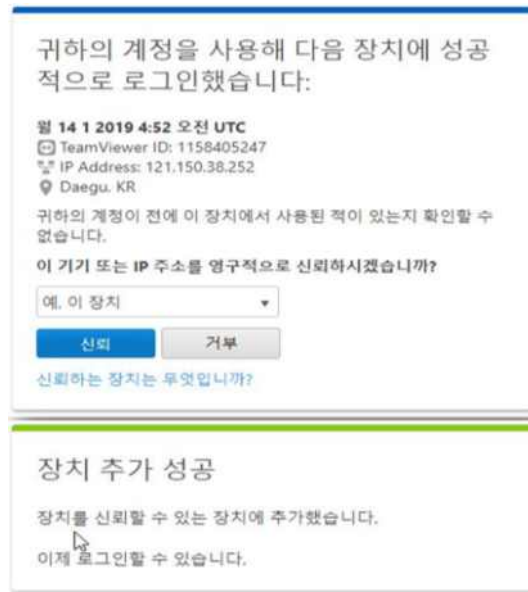 귀하의 계정을 사용해 다음 장치에 성공
적으로 로그인했습니다:
월 14 1 2019 4:52 오전 UTC
TeamViewer ID: 1158405247
IP Address: 121.150.38.252
Daegu, KR
귀하의 계정이 전에 이 장치에서 사용된 적이 있는지 확인할 수
없습니다.
이 기기 또는 IP 주소를 영구적으로 신뢰하시겠습니까?
예, 이 장치
신뢰 거부
신뢰하는 장치는 무엇입니까?
장치 추가 성공
장치를 신뢰할 수 있는 장치에 추가했습니다.
이제 로그인할 수 있습니다.